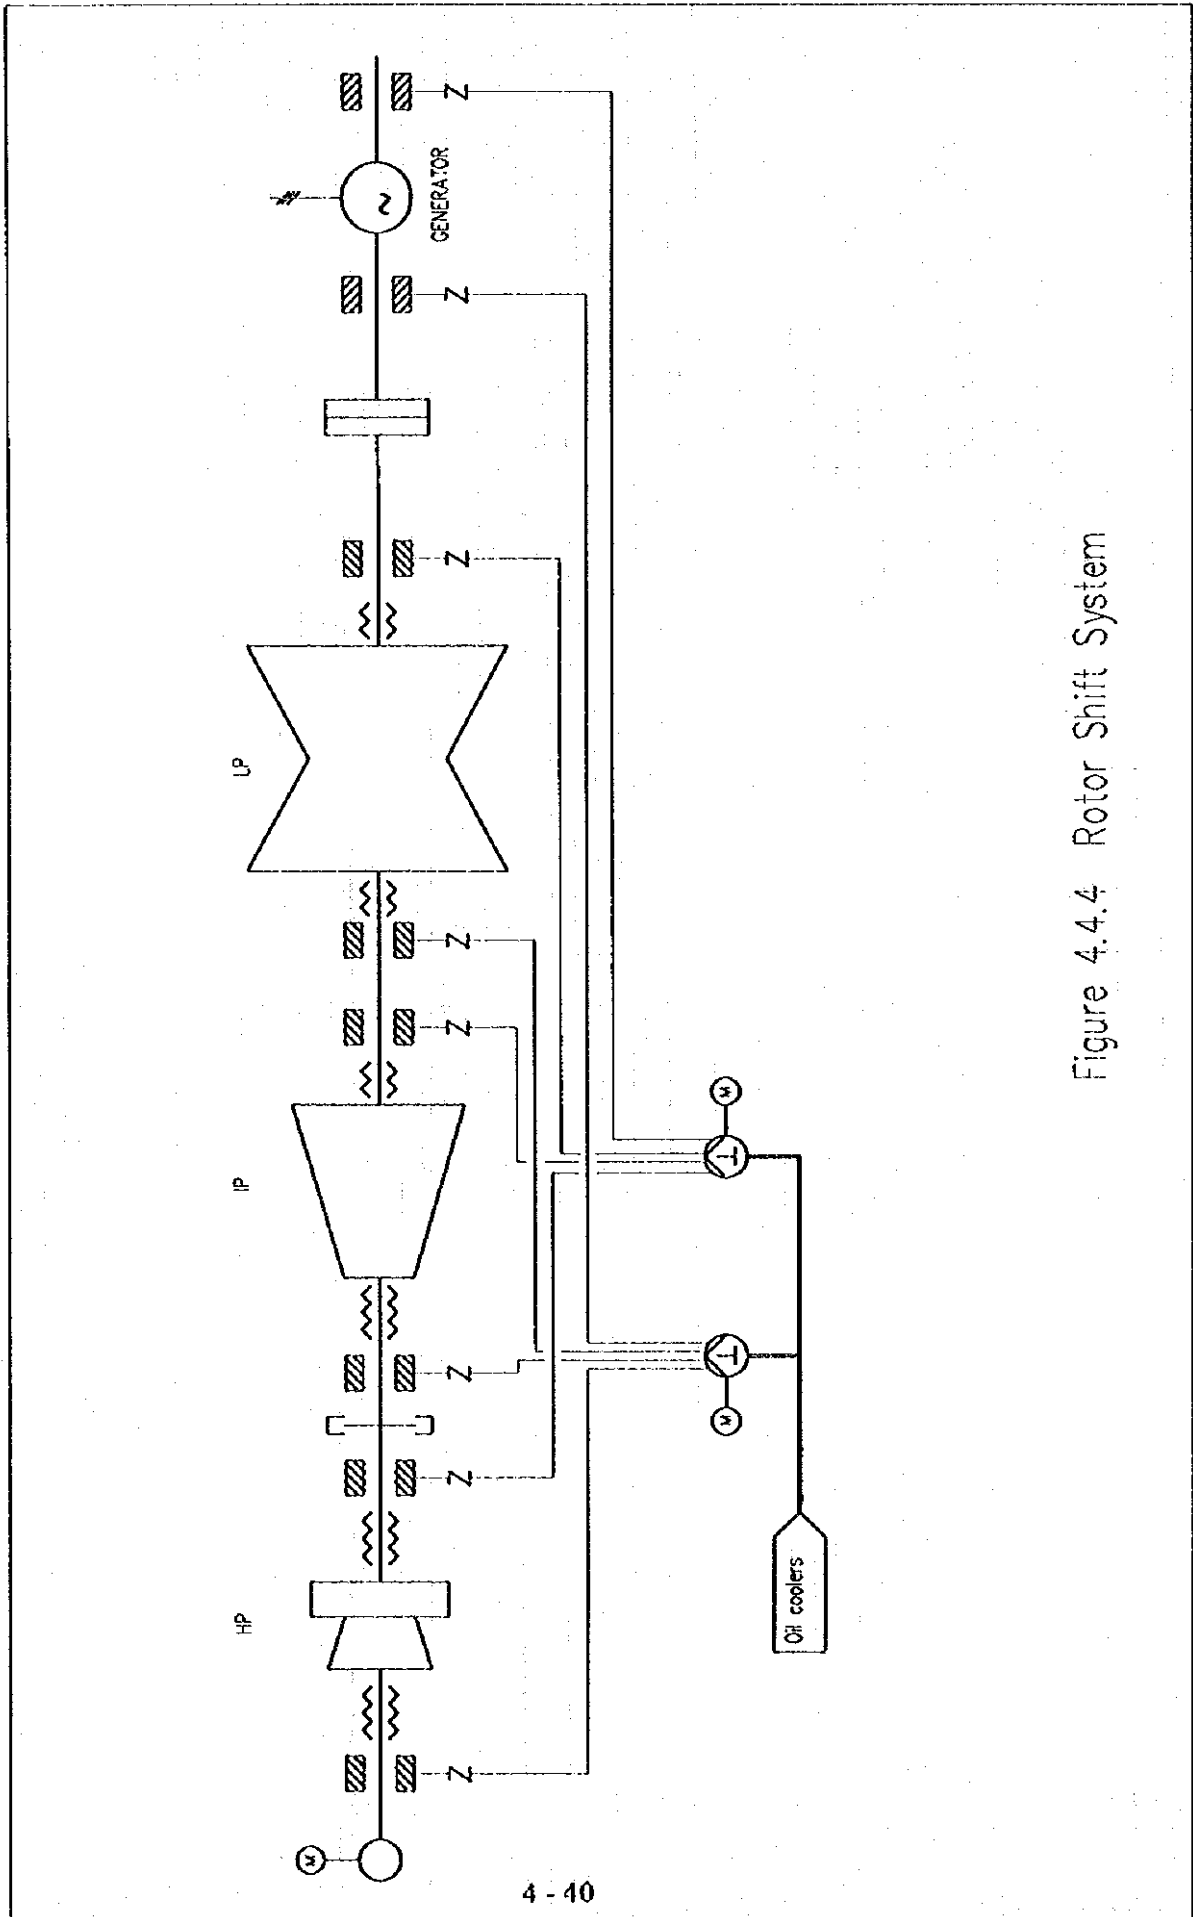 GENERATOR
LP
IP
HP
M
M
M
Oil coolers
Figure 4.4.4 Rotor Shift System
4 - 40